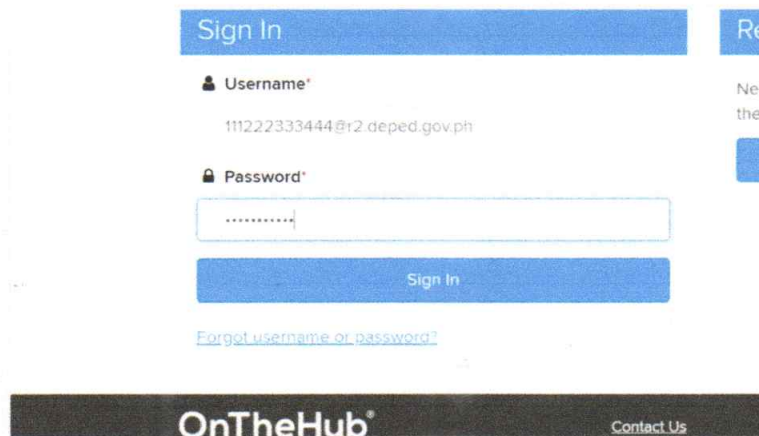 Sign In
Username*
111222333444@r2.deped.gov.ph
Password*
•••••••••••
Sign In
Forgot username or password?
Re
Ne
the
OnTheHub®
Contact Us